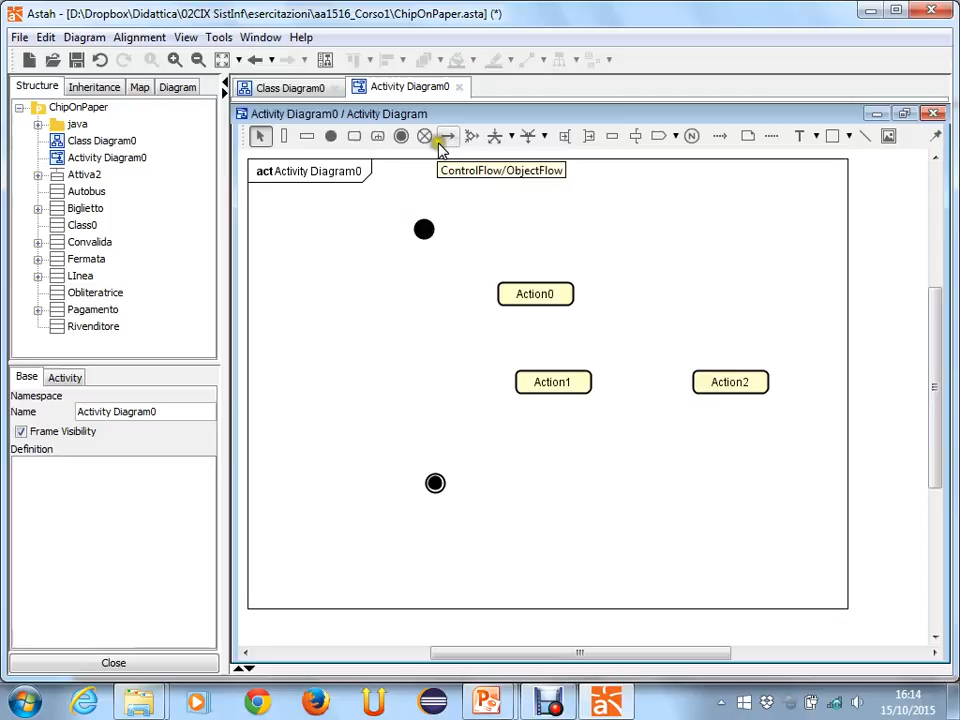 Astah - [D:\Dropbox\Didattica\02CIX SistInf\esercitazioni\aa1516_Corso1\ChipOnPaper.asta] (*)
File Edit Diagram Alignment View Tools Window Help
Structure Inheritance Map Diagram
Class Diagram0 Activity Diagram0
ChipOnPaper
java
Class Diagram0
Activity Diagram0
Attiva2
Autobus
Biglietto
Class0
Convalida
Fermata
LInea
Obliteratrice
Pagamento
Rivenditore
Base Activity
Namespace
Name Activity Diagram0
Frame Visibility
Definition
Close
Activity Diagram0 / Activity Diagram
N
T
ControlFlow/ObjectFlow
act Activity Diagram0
Action0
Action1
Action2
16:14
15/10/2015